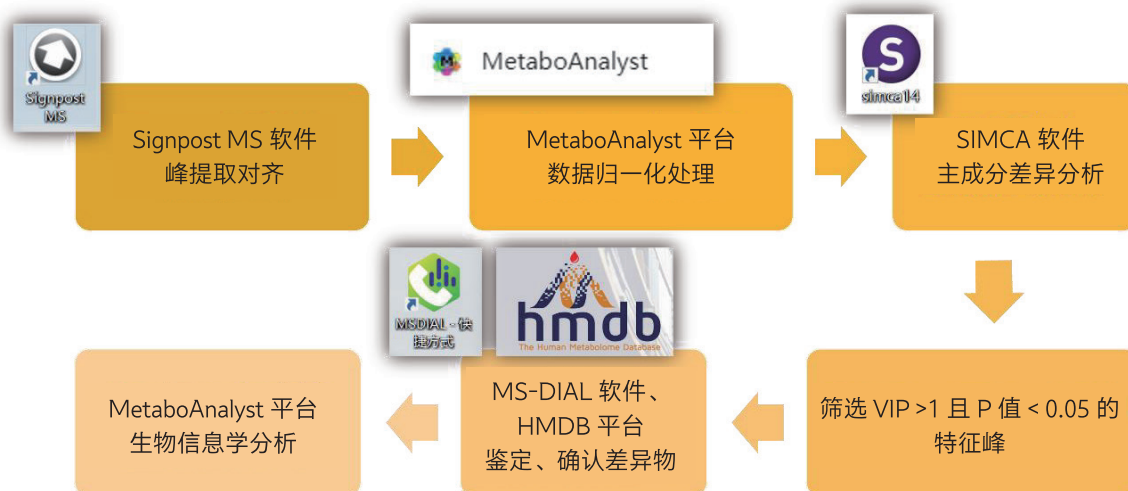 Signpost
MS
Signpost MS 软件
峰提取对齐
MetaboAnalyst
MetaboAnalyst 平台
数据归一化处理
S
simca14
SIMCA 软件
主成分差异分析
筛选 VIP >1 且 P 值 < 0.05 的
特征峰
MSDIAL - 快
捷方式
hmdb
The Human Metabolome Database
MS-DIAL 软件、
HMDB 平台
鉴定、确认差异物
MetaboAnalyst 平台
生物信息学分析